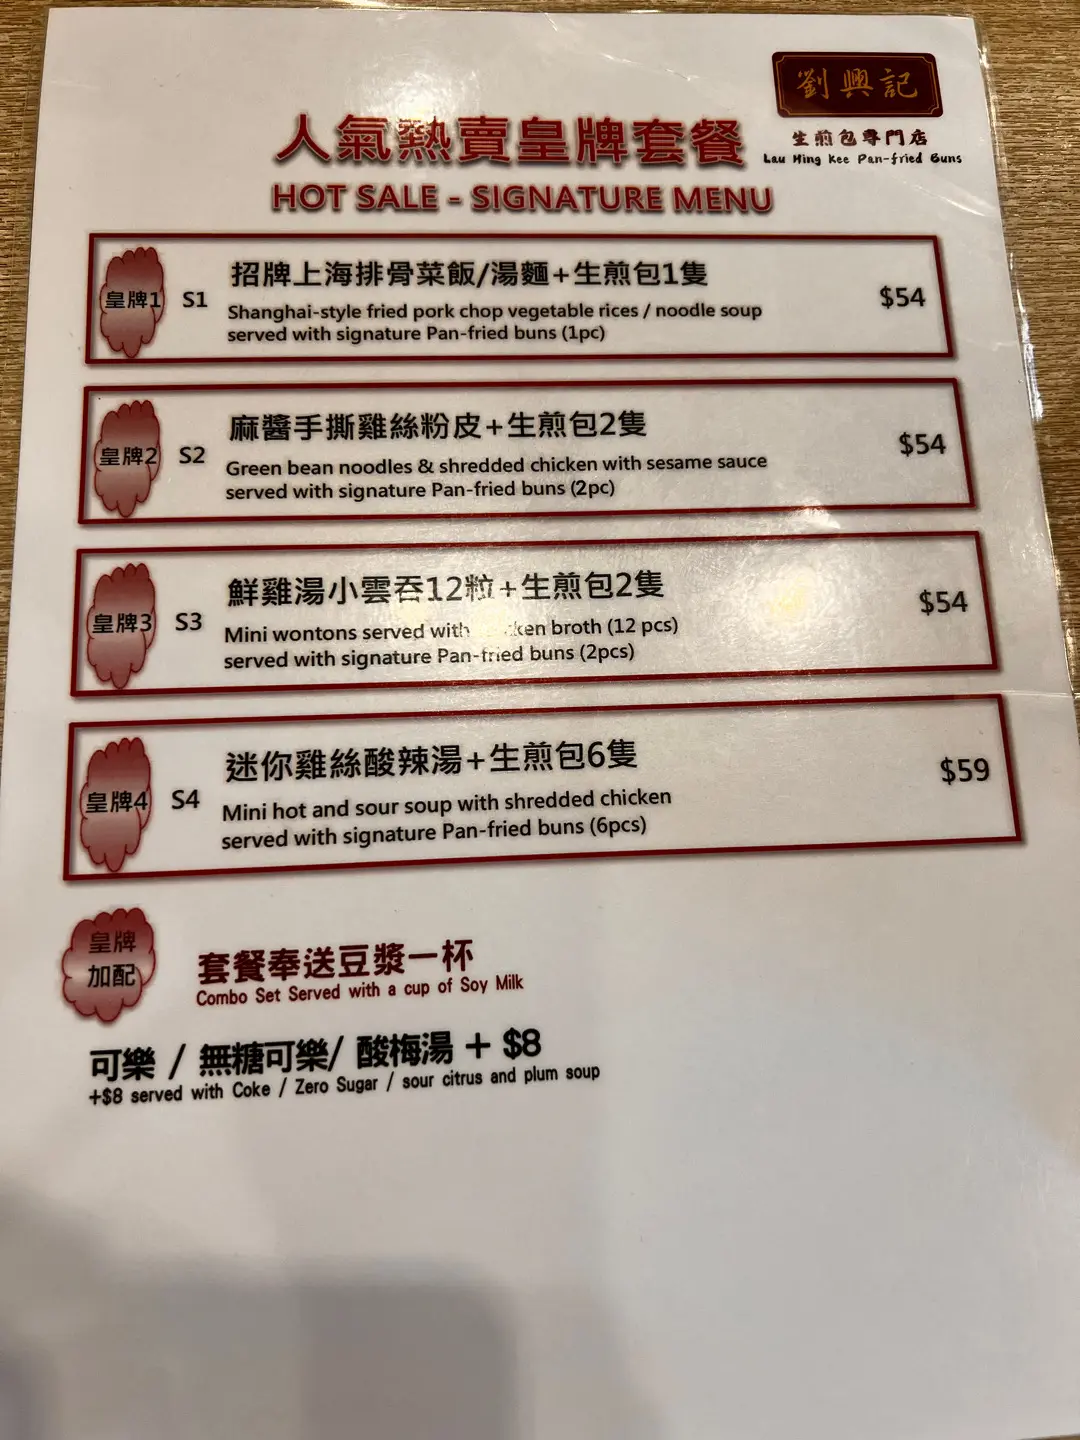 劉興記
生煎包專門店
Lau Hing Kee Pan-fried Buns
人氣熱賣皇牌套餐
HOT SALE - SIGNATURE MENU
皇牌1 S1 招牌上海排骨菜飯/湯麵+生煎包1隻 $54
Shanghai-style fried pork chop vegetable rices / noodle soup
served with signature Pan-fried buns (1pc)
皇牌2 S2 麻醬手撕雞絲粉皮+生煎包2隻 $54
Green bean noodles & shredded chicken with sesame sauce
served with signature Pan-fried buns (2pc)
皇牌3 S3 鮮雞湯小雲吞12粒+生煎包2隻 $54
Mini wontons served with broth (12 pcs)
served with signature Pan-fried buns (2pcs)
皇牌4 S4 迷你雞絲酸辣湯+生煎包6隻 $59
Mini hot and sour soup with shredded chicken
served with signature Pan-fried buns (6pcs)
皇牌
加配
套餐奉送豆漿一杯
Combo Set Served with a cup of Soy Milk
可樂 / 無糖可樂/ 酸梅湯 + $8
+$8 served with Coke / Zero Sugar / sour citrus and plum soup